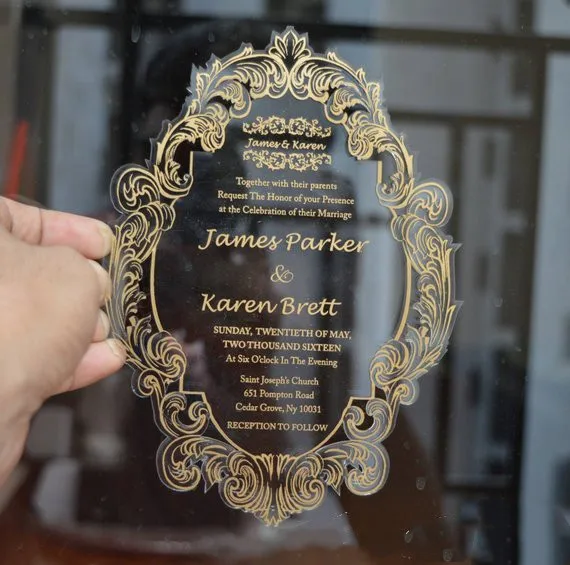 James & Karen
Together with their parents
Request The Honor of your Presence
at the Celebration of their Marriage
James Parker
&
Karen Brett
SUNDAY, TWENTIETH OF MAY,
TWO THOUSAND SIXTEEN
At Six O'clock In The Evening
Saint Joseph's Church
651 Pompton Road
Cedar Grove, Ny 10031
RECEPTION TO FOLLOW